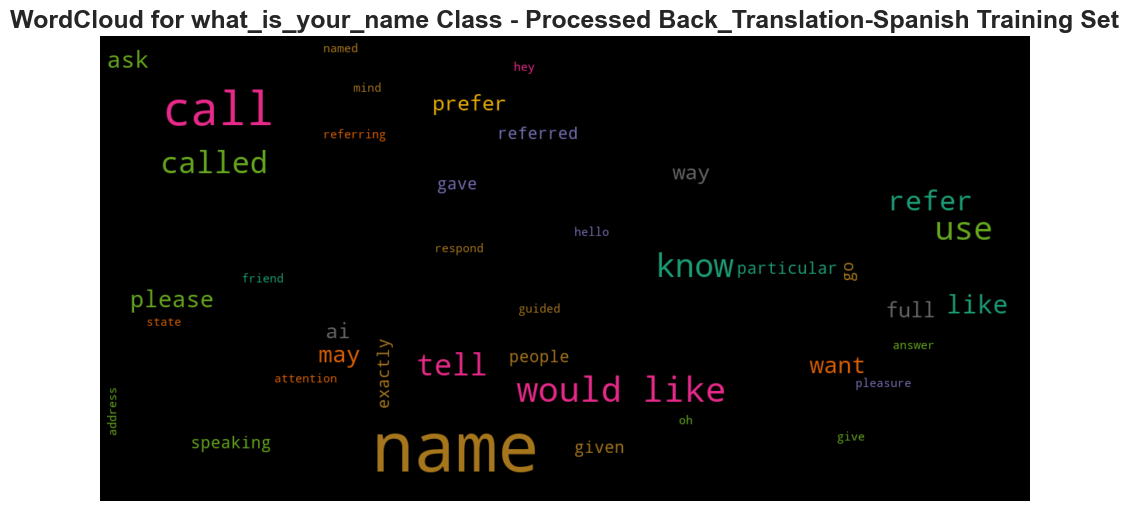 WordCloud for what_is_your_name Class - Processed Back_Translation-Spanish Training Set
named
ask
hey
mind
prefer
call
referring
referred
called
way
gave
refer
use
hello
respond
know
particular
go
friend
please
guided
full
like
state
ai
answer
may
exactly
people
tell
want
attention
pleasure
would like
address
oh
give
speaking
name
given